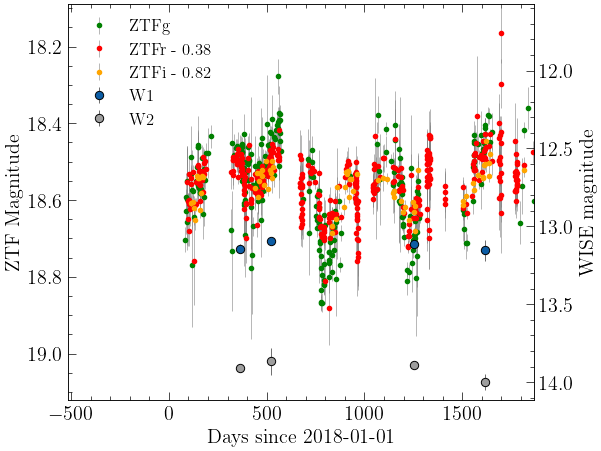 ZTFg
ZTFr - 0.38
ZTFi - 0.82
W1
W2
18.2
18.4
18.6
18.8
19.0
ZTF Magnitude
12.0
12.5
13.0
13.5
14.0
WISE magnitude
-500
0
500
1000
1500
Days since 2018-01-01